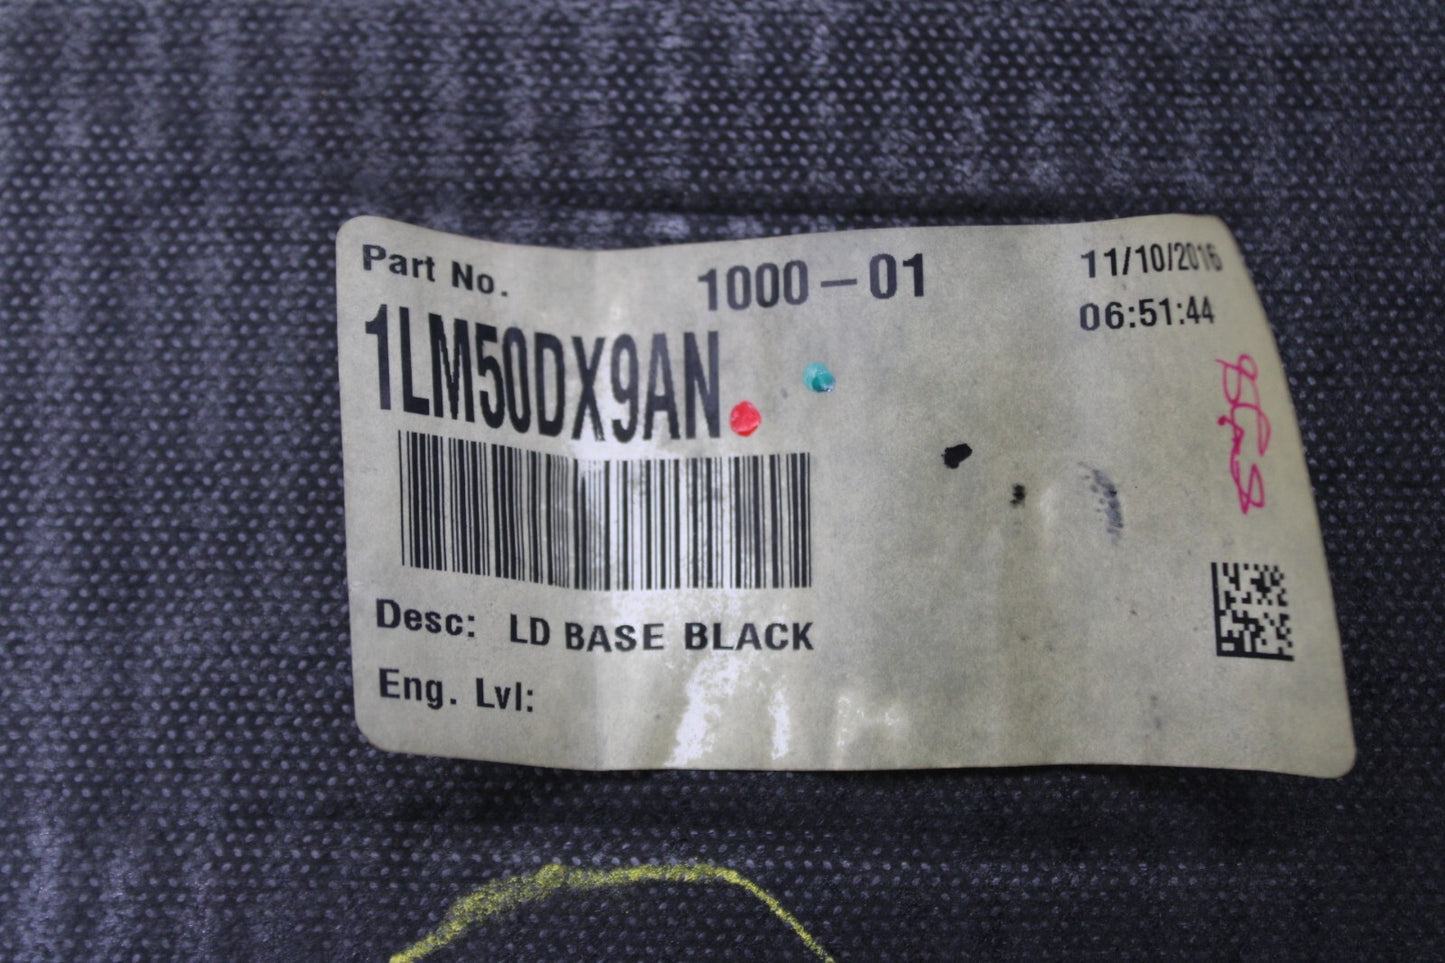 Part No. 1000-01 11/10/2016
06:51:44
1LM50DX9AN
Desc: LD BASE BLACK
Eng. Lvl: